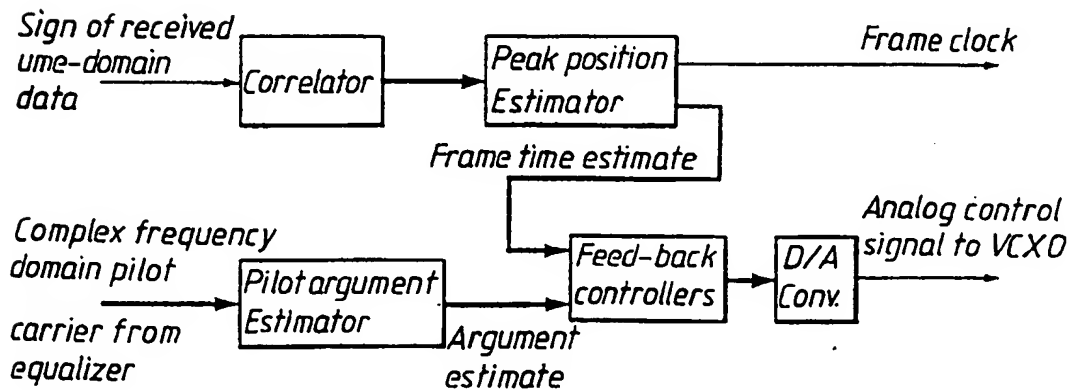 Sign of received
ume-domain
data
Correlator
Peak position
Estimator
Frame clock
Frame time estimate
Complex frequency
domain pilot
carrier from
equalizer
Pilot argument
Estimator
Argument
estimate
Feed-back
controllers
D/A
Conv.
Analog control
signal to VCXO